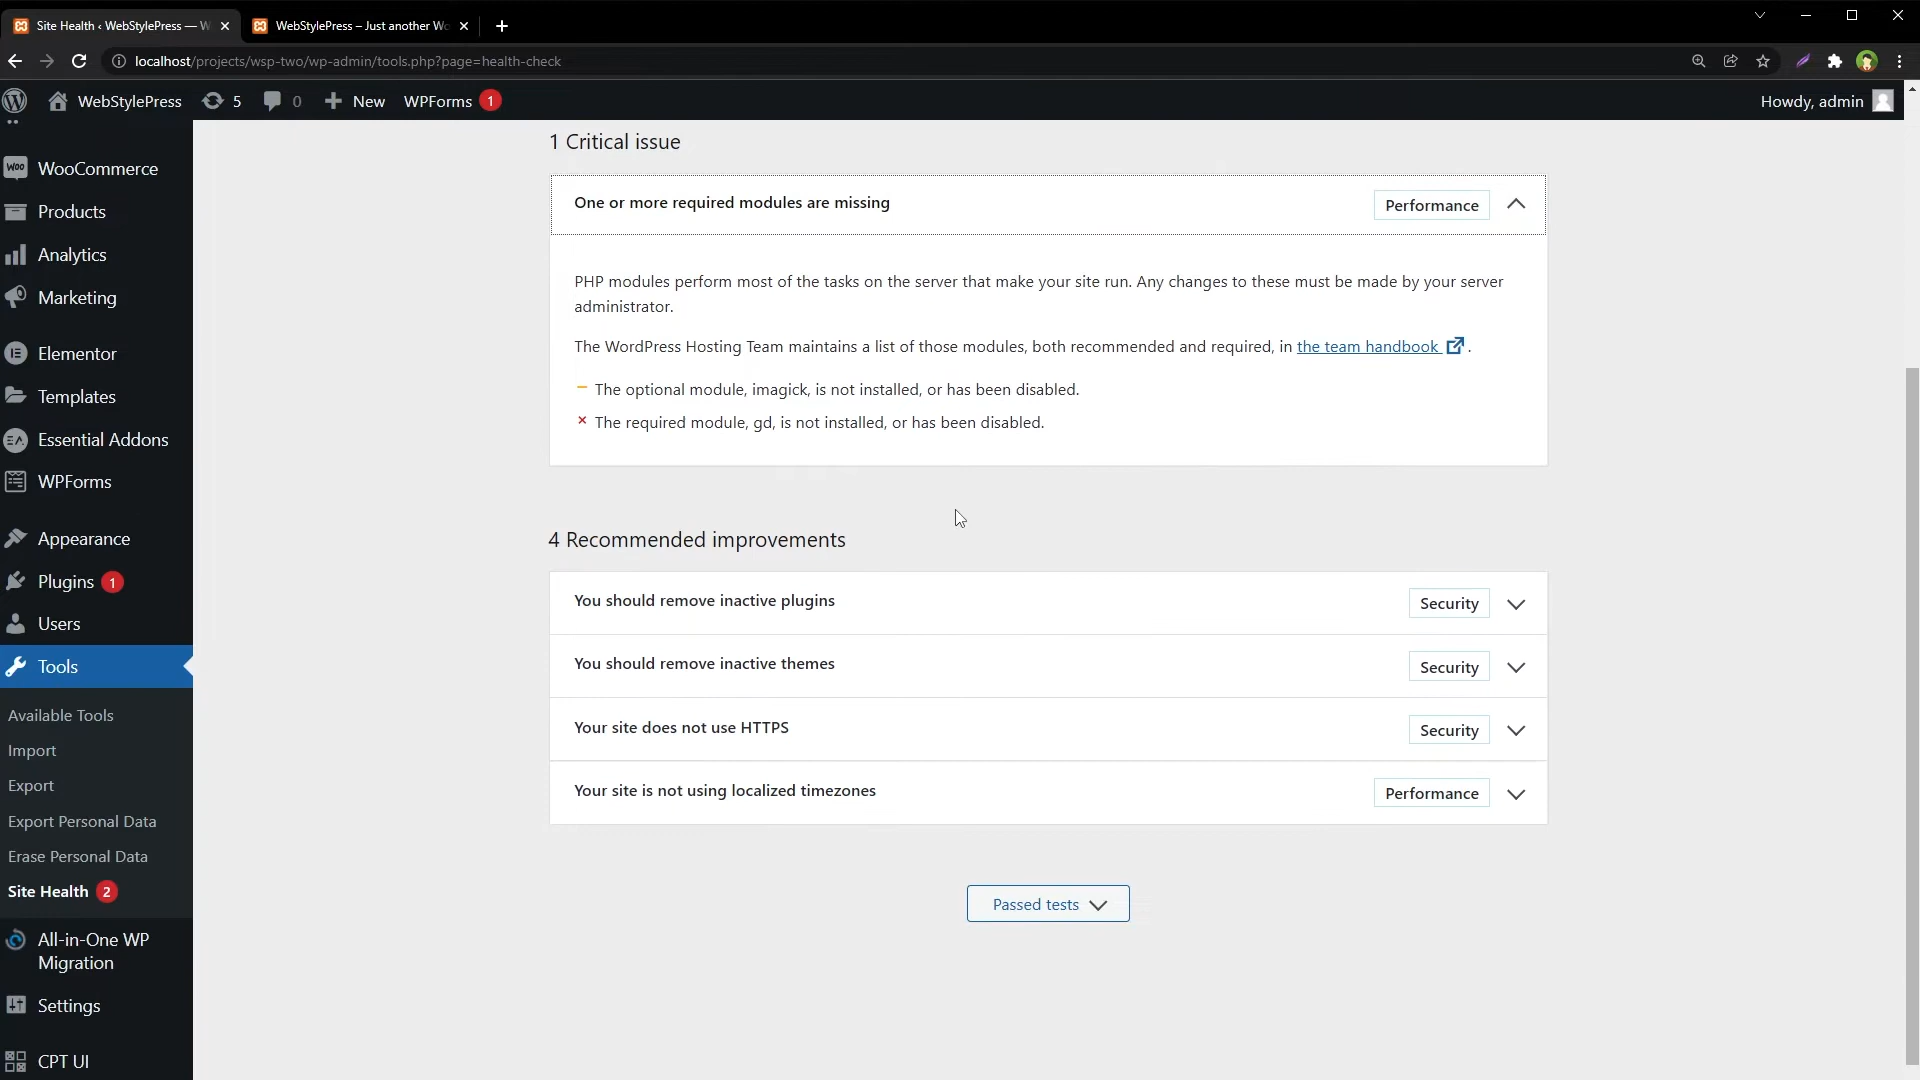 Site Health ‹ WebStylePress — W
WebStylePress – Just another Wo
localhost/projects/wsp-two/wp-admin/tools.php?page=health-check
WebStylePress 5 0 New WPForms 1
Howdy, admin
WooCommerce
Products
Analytics
Marketing
Elementor
Templates
Essential Addons
WPForms
Appearance
Plugins 1
Users
Tools
Available Tools
Import
Export
Export Personal Data
Erase Personal Data
Site Health 2
All-in-One WP
Migration
Settings
CPT UI
1 Critical issue
One or more required modules are missing Performance
PHP modules perform most of the tasks on the server that make your site run. Any changes to these must be made by your server
administrator.
The WordPress Hosting Team maintains a list of those modules, both recommended and required, in the team handbook .
The optional module, imagick, is not installed, or has been disabled.
The required module, gd, is not installed, or has been disabled.
4 Recommended improvements
You should remove inactive plugins Security
You should remove inactive themes Security
Your site does not use HTTPS Security
Your site is not using localized timezones Performance
Passed tests